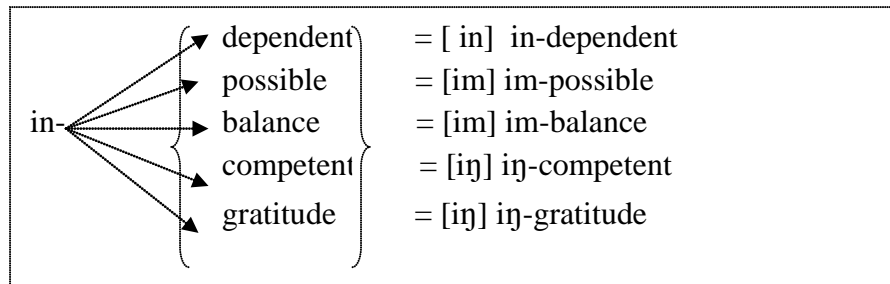 dependent = [ in] in-dependent
possible = [im] im-possible
in- balance = [im] im-balance
competent = [iŋ] iŋ-competent
gratitude = [iŋ] iŋ-gratitude